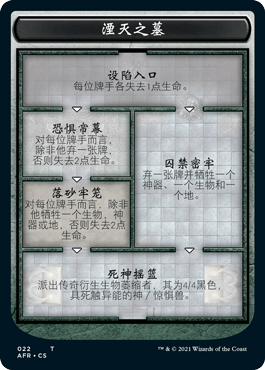 湮灭之墓
设陷入口
每位牌手各失去1点生命。
恐惧帘幕
对每位牌手而言,
除非他弃一张牌,
否则失去2点生命。
囚禁密牢
弃一张牌并牺牲一个
神器、一个生物和一
个地。
落砂牢笼
对每位牌手而言,除非
他牺牲一个生物,神
器或地,否则失去2点
生命。
死神摇篮
派出传奇衍生生物萎缩者,其为4/4黑色,
具死触异能的神/惊惧兽。
022 T
AFR • CS
™ & © 2021 Wizards of the Coast